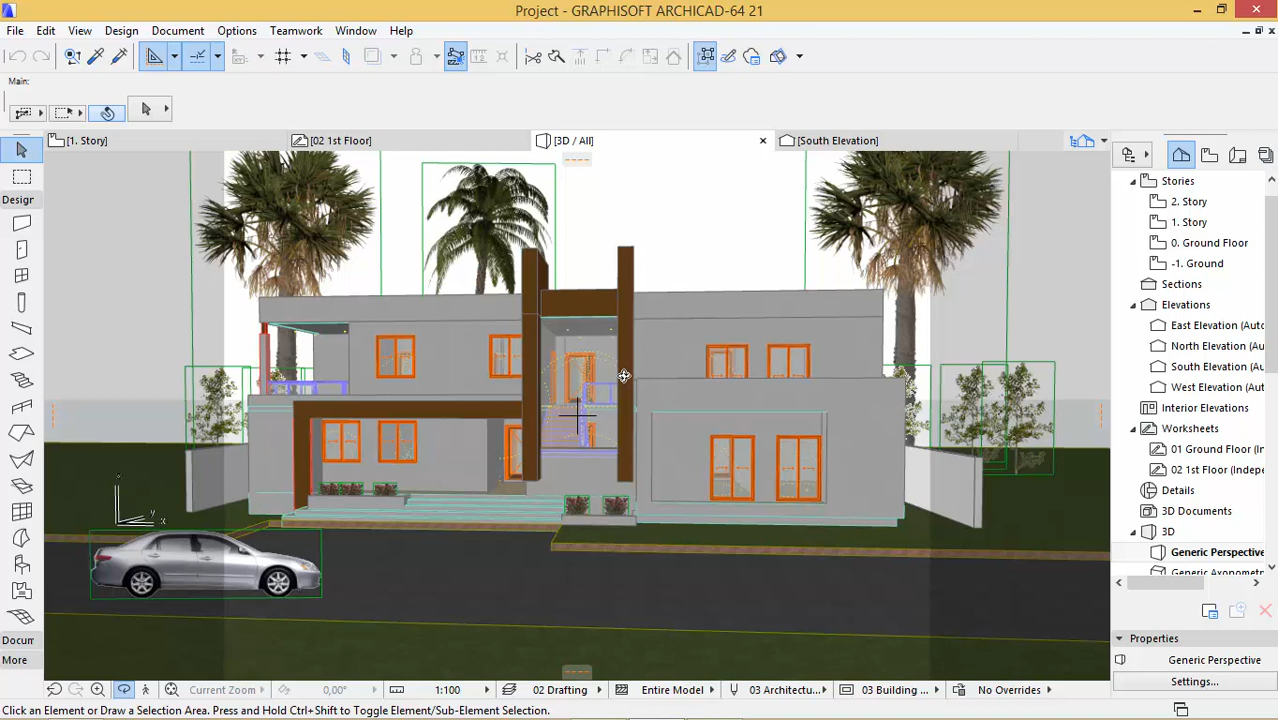 Project - GRAPHISOFT ARCHICAD-64 21
File Edit View Design Document Options Teamwork Window Help
Main:
[1. Story]
[02 1st Floor]
[3D / All]
[South Elevation]
Design
Docum
More
Stories
2. Story
1. Story
0. Ground Floor
-1. Ground
Sections
Elevations
East Elevation (Auto
North Elevation (Aut
South Elevation (Aut
West Elevation (Aut
Interior Elevations
Worksheets
01 Ground Floor (In
02 1st Floor (Indepe
Details
3D Documents
3D
Generic Perspective
Generic Axonometr
Properties
Generic Perspective
Settings...
x
y
Current Zoom
0,00°
1:100
02 Drafting
Entire Model
03 Architectu...
03 Building ...
No Overrides
Click an Element or Draw a Selection Area. Press and Hold Ctrl+Shift to Toggle Element/Sub-Element Selection.